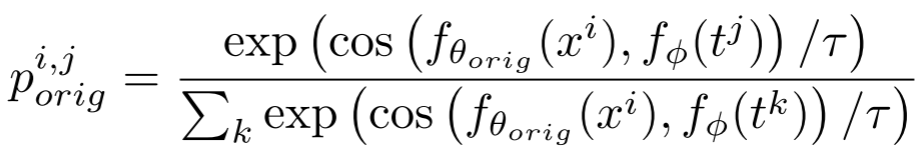 p^{i,j}_{orig} = \frac{\exp\left(\cos\left(f_{\theta_{orig}}(x^i), f_\phi(t^j)\right)/\tau\right)}{\sum_k \exp\left(\cos\left(f_{\theta_{orig}}(x^i), f_\phi(t^k)\right)/\tau\right)}